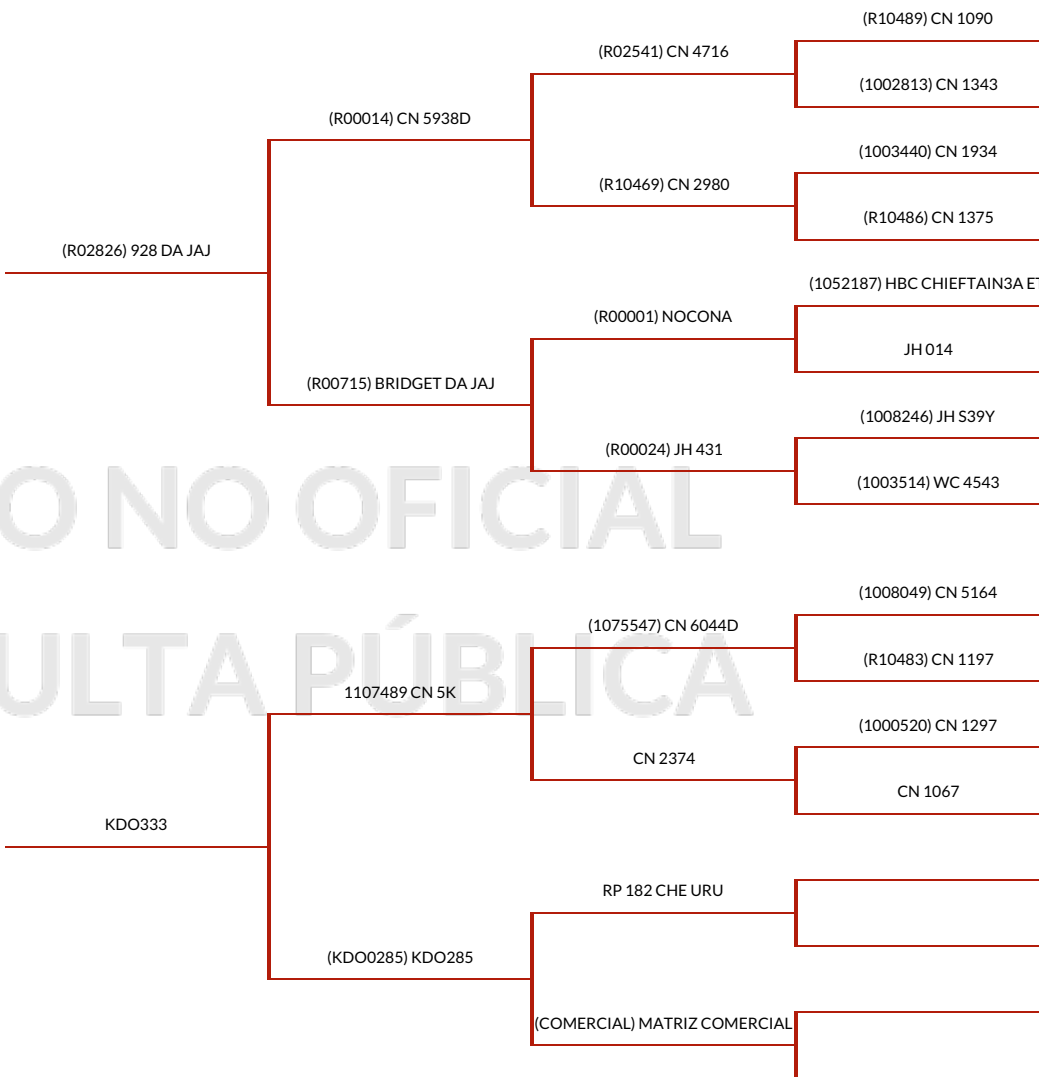 (R10489) CN 1090
(R02541) CN 4716
(1002813) CN 1343
(R00014) CN 5938D
(1003440) CN 1934
(R10469) CN 2980
(R10486) CN 1375
(R02826) 928 DA JAJ
(1052187) HBC CHIEFTAIN3A ET
(R00001) NOCONA
JH 014
(R00715) BRIDGET DA JAJ
(1008246) JH S39Y
(R00024) JH 431
(1003514) WC 4543
O NO OFICIAL
(1008049) CN 5164
(1075547) CN 6044D
(R10483) CN 1197
ULTA PÚBLICA
1107489 CN 5K
(1000520) CN 1297
CN 2374
CN 1067
KDO333
RP 182 CHE URU
(KDO0285) KDO285
(COMERCIAL) MATRIZ COMERCIAL